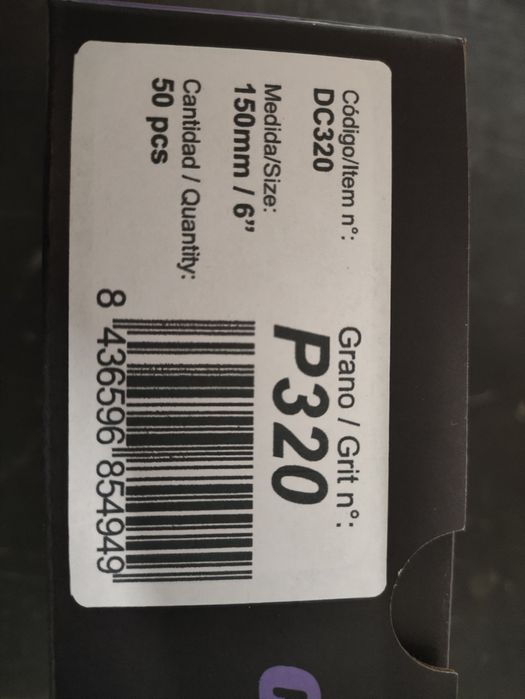 Código/Item n°:
DC320
Medida/Size:
150mm / 6”
Cantidad / Quantity:
50 pcs
Grano / Grit n°:
P320
8 436596 854949